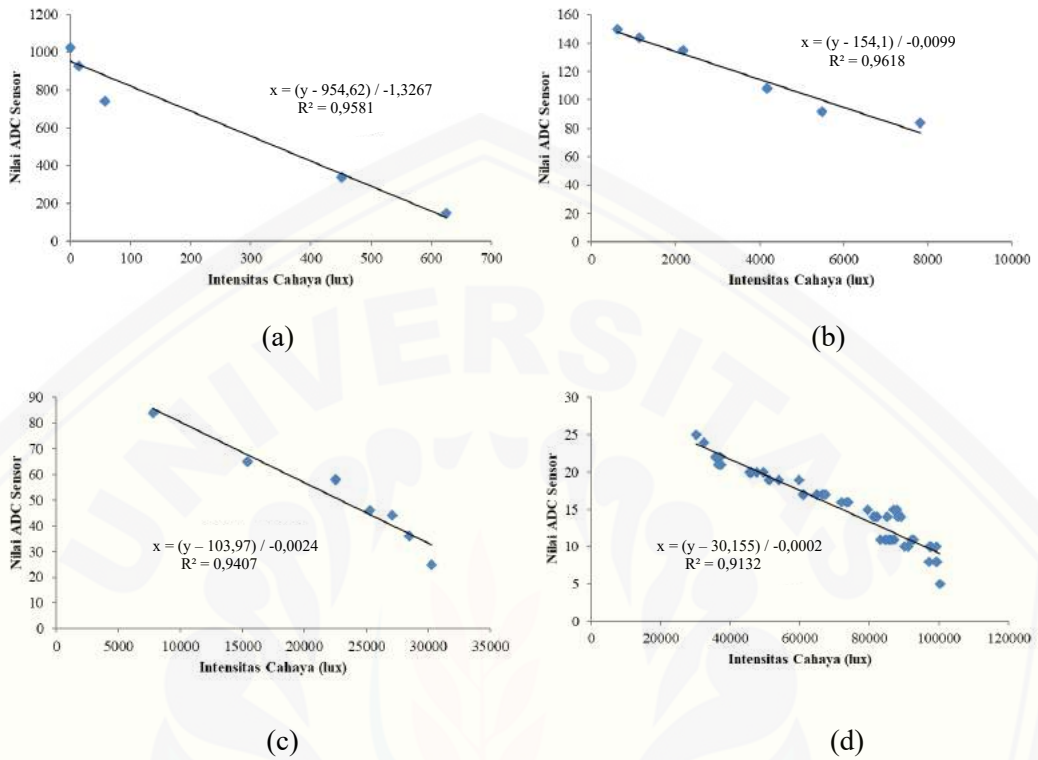 1200
1000
800
600
400
200
0
0 100 200 300 400 500 600 700
Nilai ADC Sensor
Intensitas Cahaya (lux)
x = (y - 954,62) / -1,3267
R² = 0,9581
(a)
160
140
120
100
80
60
40
20
0
0 2000 4000 6000 8000 10000
Nilai ADC Sensor
Intensitas Cahaya (lux)
x = (y - 154,1) / -0,0099
R² = 0,9618
(b)
90
80
70
60
50
40
30
20
10
0
0 5000 10000 15000 20000 25000 30000 35000
Nilai ADC Sensor
Intensitas Cahaya (lux)
x = (y – 103,97) / -0,0024
R² = 0,9407
(c)
30
25
20
15
10
5
0
0 20000 40000 60000 80000 100000 120000
Nilai ADC Sensor
Intensitas Cahaya (lux)
x = (y – 30,155) / -0,0002
R² = 0,9132
(d)
UNIVERSITAS